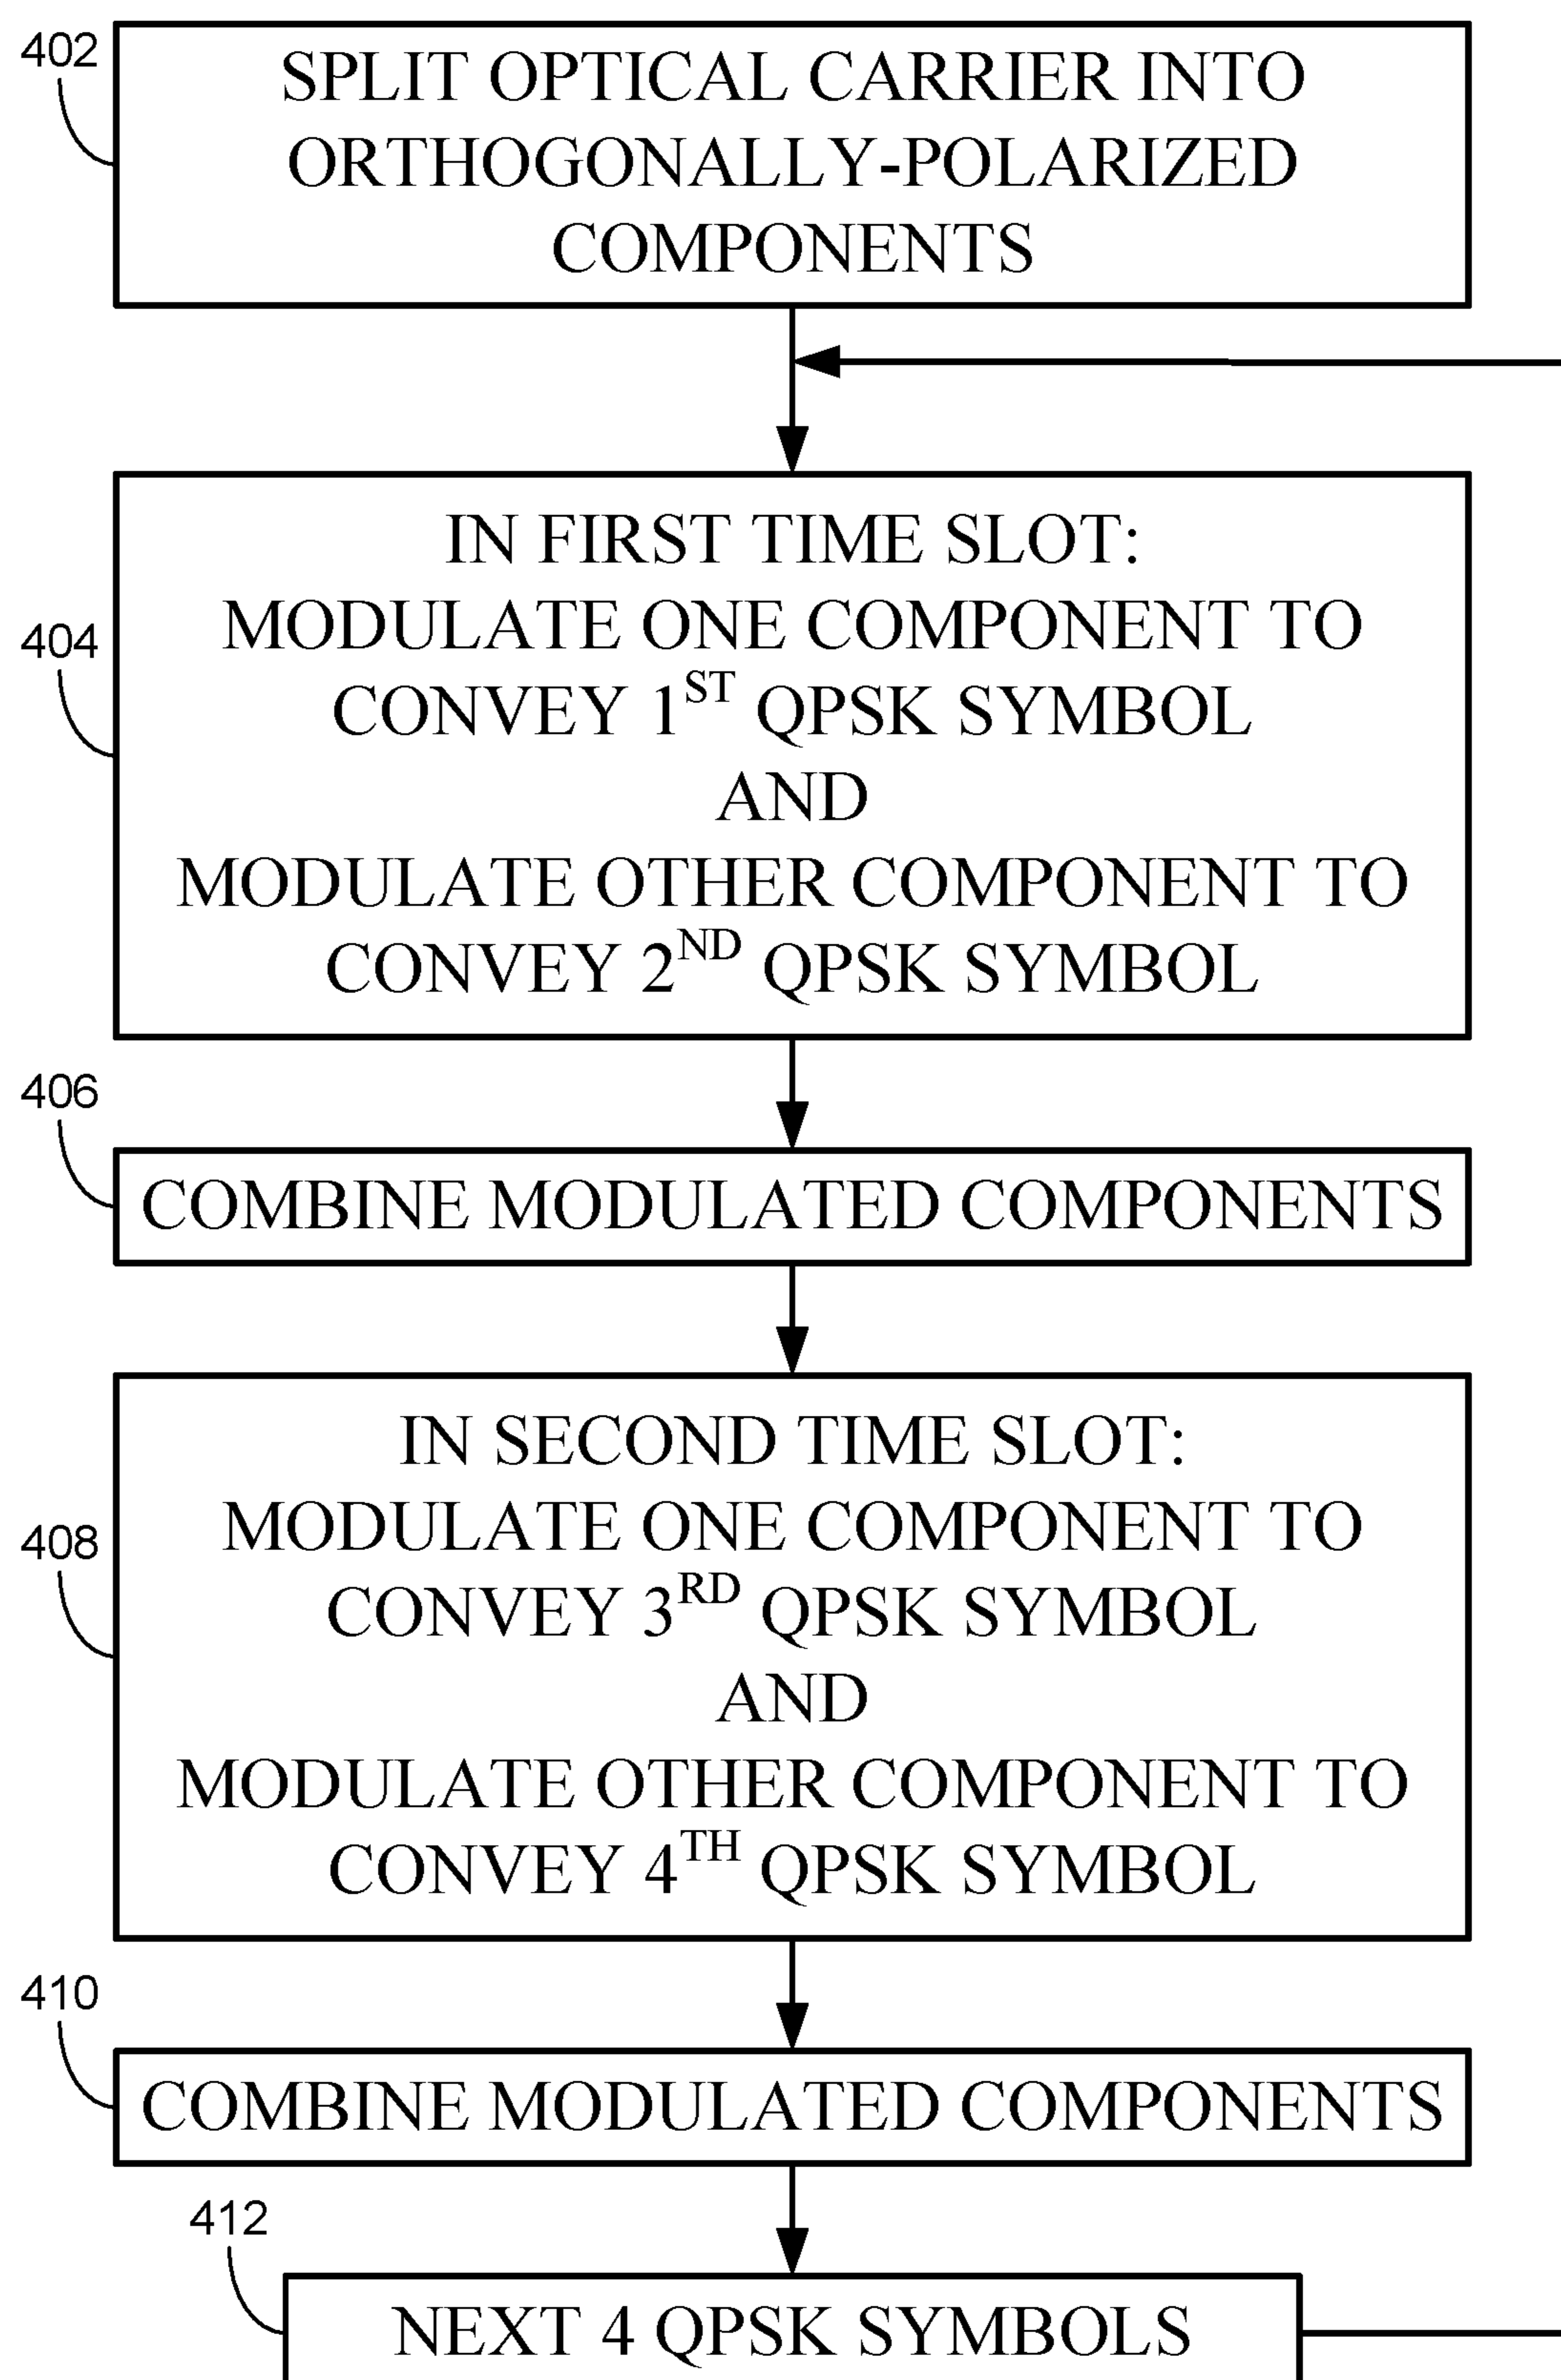 402
SPLIT OPTICAL CARRIER INTO
ORTHOGONALLY-POLARIZED
COMPONENTS
404
IN FIRST TIME SLOT:
MODULATE ONE COMPONENT TO
CONVEY 1ST QPSK SYMBOL
AND
MODULATE OTHER COMPONENT TO
CONVEY 2ND QPSK SYMBOL
406
COMBINE MODULATED COMPONENTS
408
IN SECOND TIME SLOT:
MODULATE ONE COMPONENT TO
CONVEY 3RD QPSK SYMBOL
AND
MODULATE OTHER COMPONENT TO
CONVEY 4TH QPSK SYMBOL
410
COMBINE MODULATED COMPONENTS
412
NEXT 4 QPSK SYMBOLS